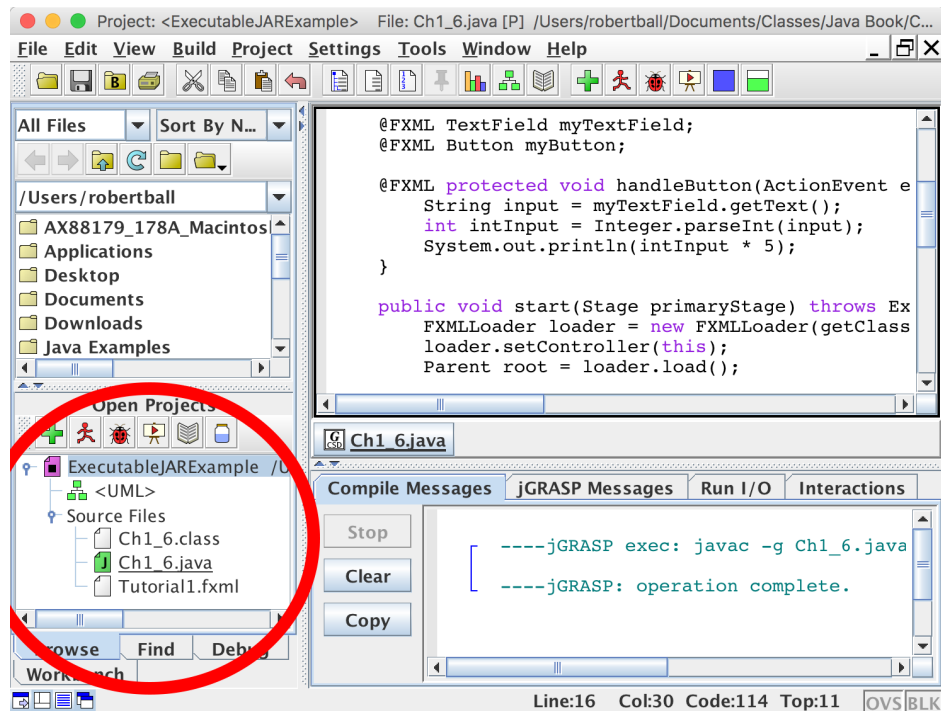 Project: <ExecutableJARExample> File: Ch1_6.java [P] /Users/robertball/Documents/Classes/Java Book/C...
File Edit View Build Project Settings Tools Window Help
All Files Sort By N...
/Users/robertball
AX88179_178A_Macintos
Applications
Desktop
Documents
Downloads
Java Examples
Open Projects
ExecutableJARExample /U
<UML>
Source Files
Ch1_6.class
Ch1_6.java
Tutorial1.fxml
Browse Find Debug
Workbench
@FXML TextField myTextField;
@FXML Button myButton;
@FXML protected void handleButton(ActionEvent e
String input = myTextField.getText();
int intInput = Integer.parseInt(input);
System.out.println(intInput * 5);
}
public void start(Stage primaryStage) throws Ex
FXMLLoader loader = new FXMLLoader(getClass
loader.setController(this);
Parent root = loader.load();
Ch1_6.java
Compile Messages jGRASP Messages Run I/O Interactions
Stop
Clear
Copy
----jGRASP exec: javac -g Ch1_6.java
----jGRASP: operation complete.
Line:16 Col:30 Code:114 Top:11 OVS BLK